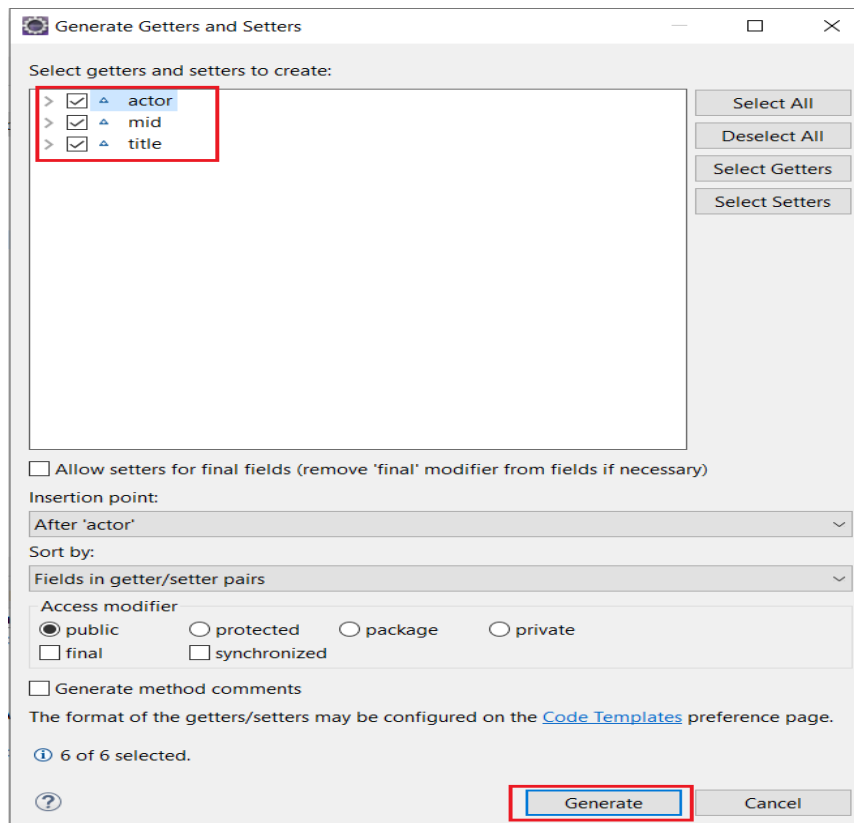 Generate Getters and Setters
Select getters and setters to create:
actor
mid
title
Select All
Deselect All
Select Getters
Select Setters
Allow setters for final fields (remove 'final' modifier from fields if necessary)
Insertion point:
After 'actor'
Sort by:
Fields in getter/setter pairs
Access modifier
public protected package private
final synchronized
Generate method comments
The format of the getters/setters may be configured on the Code Templates preference page.
6 of 6 selected.
Generate Cancel